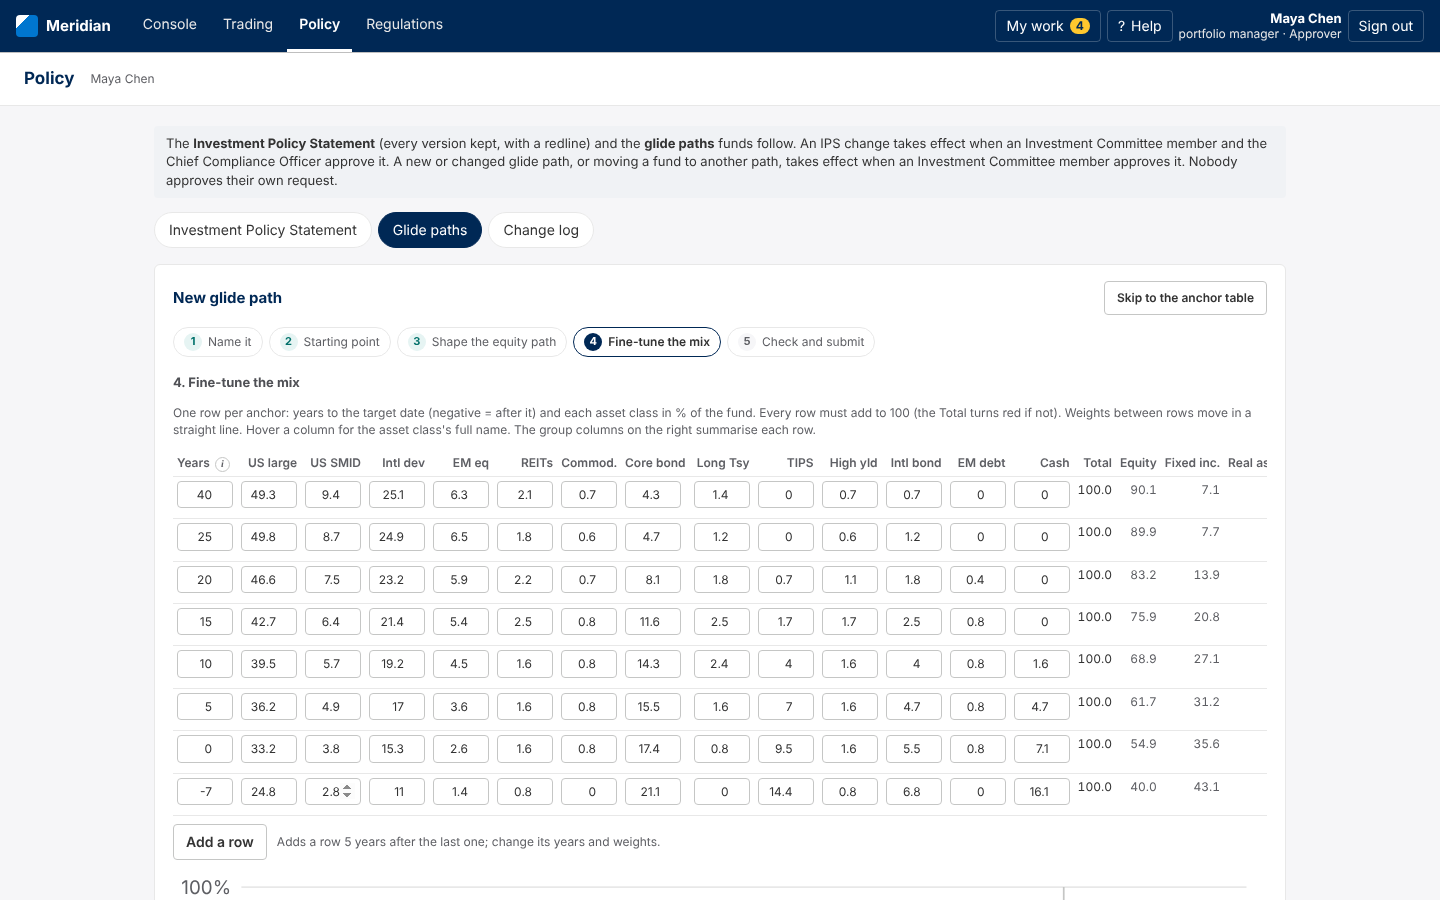 Meridian Console Trading Policy Regulations My work 4 ? Help Maya Chen Sign out
portfolio manager · Approver
Policy Maya Chen
The Investment Policy Statement (every version kept, with a redline) and the glide paths funds follow. An IPS change takes effect when an Investment Committee member and the
Chief Compliance Officer approve it. A new or changed glide path, or moving a fund to another path, takes effect when an Investment Committee member approves it. Nobody
approves their own request.
Investment Policy Statement Glide paths Change log
New glide path Skip to the anchor table
1 Name it 2 Starting point 3 Shape the equity path 4 Fine-tune the mix 5 Check and submit
4. Fine-tune the mix
One row per anchor: years to the target date (negative = after it) and each asset class in % of the fund. Every row must add to 100 (the Total turns red if not). Weights between rows move in a
straight line. Hover a column for the asset class's full name. The group columns on the right summarise each row.
Years i US large US SMID Intl dev EM eq REITs Commod. Core bond Long Tsy TIPS High yld Intl bond EM debt Cash Total Equity Fixed inc. Real as
40 49.3 9.4 25.1 6.3 2.1 0.7 4.3 1.4 0 0.7 0.7 0 0 100.0 90.1 7.1
25 49.8 8.7 24.9 6.5 1.8 0.6 4.7 1.2 0 0.6 1.2 0 0 100.0 89.9 7.7
20 46.6 7.5 23.2 5.9 2.2 0.7 8.1 1.8 0.7 1.1 1.8 0.4 0 100.0 83.2 13.9
15 42.7 6.4 21.4 5.4 2.5 0.8 11.6 2.5 1.7 1.7 2.5 0.8 0 100.0 75.9 20.8
10 39.5 5.7 19.2 4.5 1.6 0.8 14.3 2.4 4 1.6 4 0.8 1.6 100.0 68.9 27.1
5 36.2 4.9 17 3.6 1.6 0.8 15.5 1.6 7 1.6 4.7 0.8 4.7 100.0 61.7 31.2
0 33.2 3.8 15.3 2.6 1.6 0.8 17.4 0.8 9.5 1.6 5.5 0.8 7.1 100.0 54.9 35.6
-7 24.8 2.8 11 1.4 0.8 0 21.1 0 14.4 0.8 6.8 0 16.1 100.0 40.0 43.1
Add a row Adds a row 5 years after the last one; change its years and weights.
100%